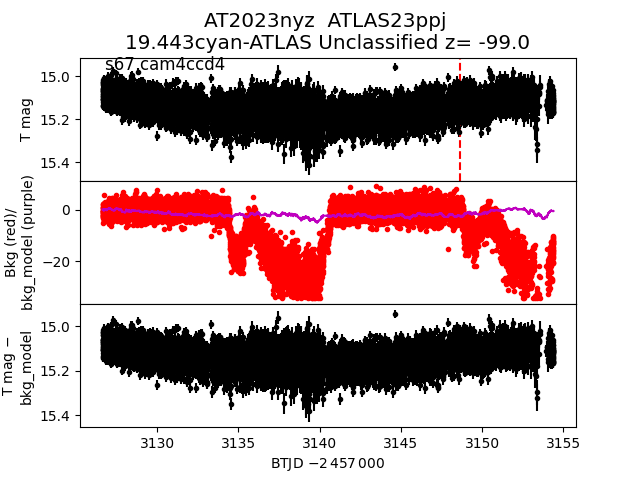 AT2023nyz ATLAS23ppj
19.443cyan-ATLAS Unclassified z= -99.0
s67 cam4ccd4
15.0
15.2
15.4
T mag
0
−20
Bkg (red)/
bkg_model (purple)
15.0
15.2
15.4
T mag −
bkg_model
3130 3135 3140 3145 3150 3155
BTJD −2 457 000